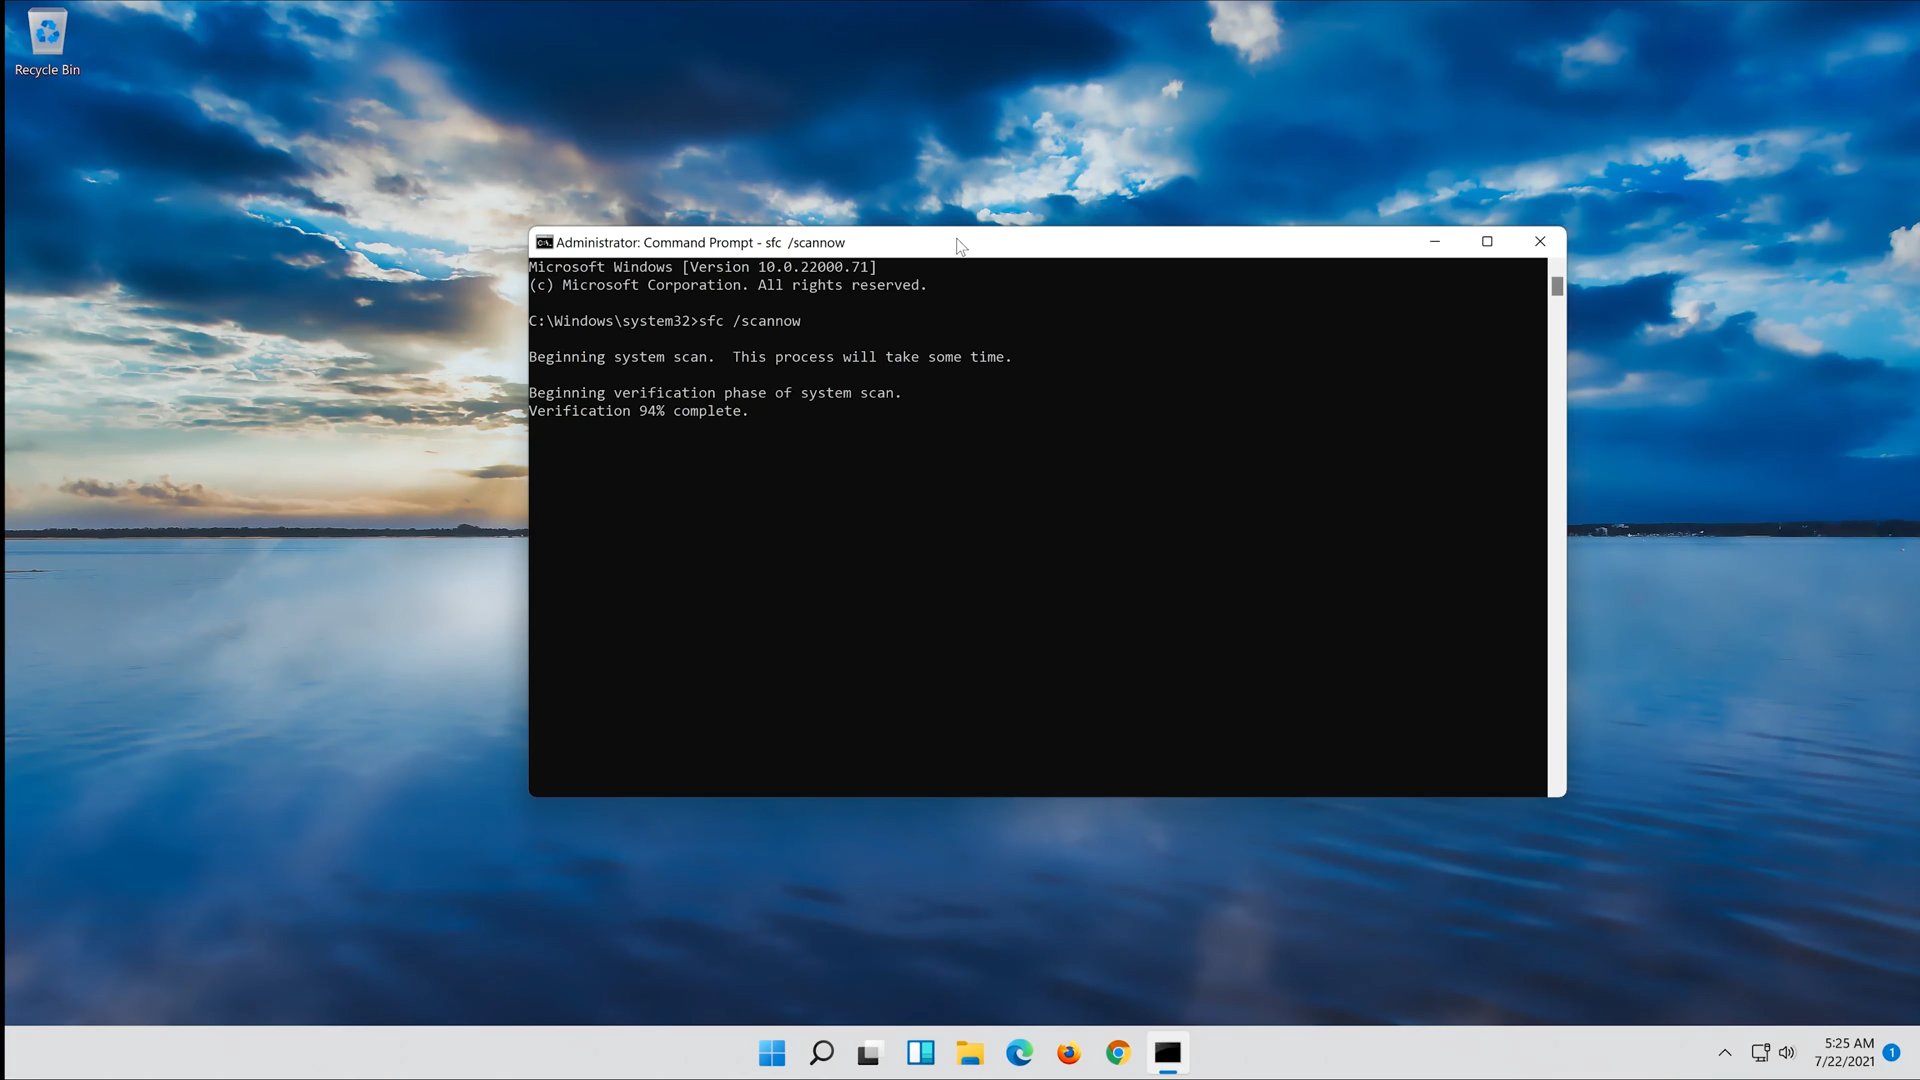 Recycle Bin
Administrator: Command Prompt - sfc  /scannow
Microsoft Windows [Version 10.0.22000.71]
(c) Microsoft Corporation. All rights reserved.
C:\Windows\system32>sfc /scannow
Beginning system scan.  This process will take some time.
Beginning verification phase of system scan.
Verification 94% complete.
5:25 AM
7/22/2021
1